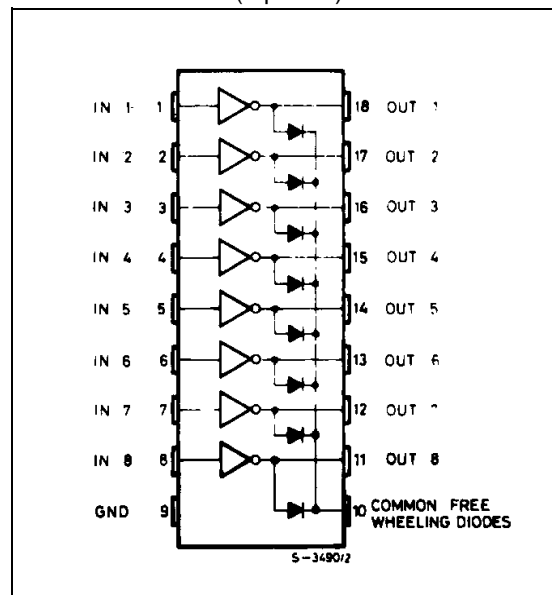 IN 1 1 18 OUT 1
IN 2 2 17 OUT 2
IN 3 3 16 OUT 3
IN 4 4 15 OUT 4
IN 5 5 14 OUT 5
IN 6 6 13 OUT 6
IN 7 7 12 OUT
IN 8 8 11 OUT 8
GND 9 10 COMMON FREE
WHEELING DIODES
S-3490/2